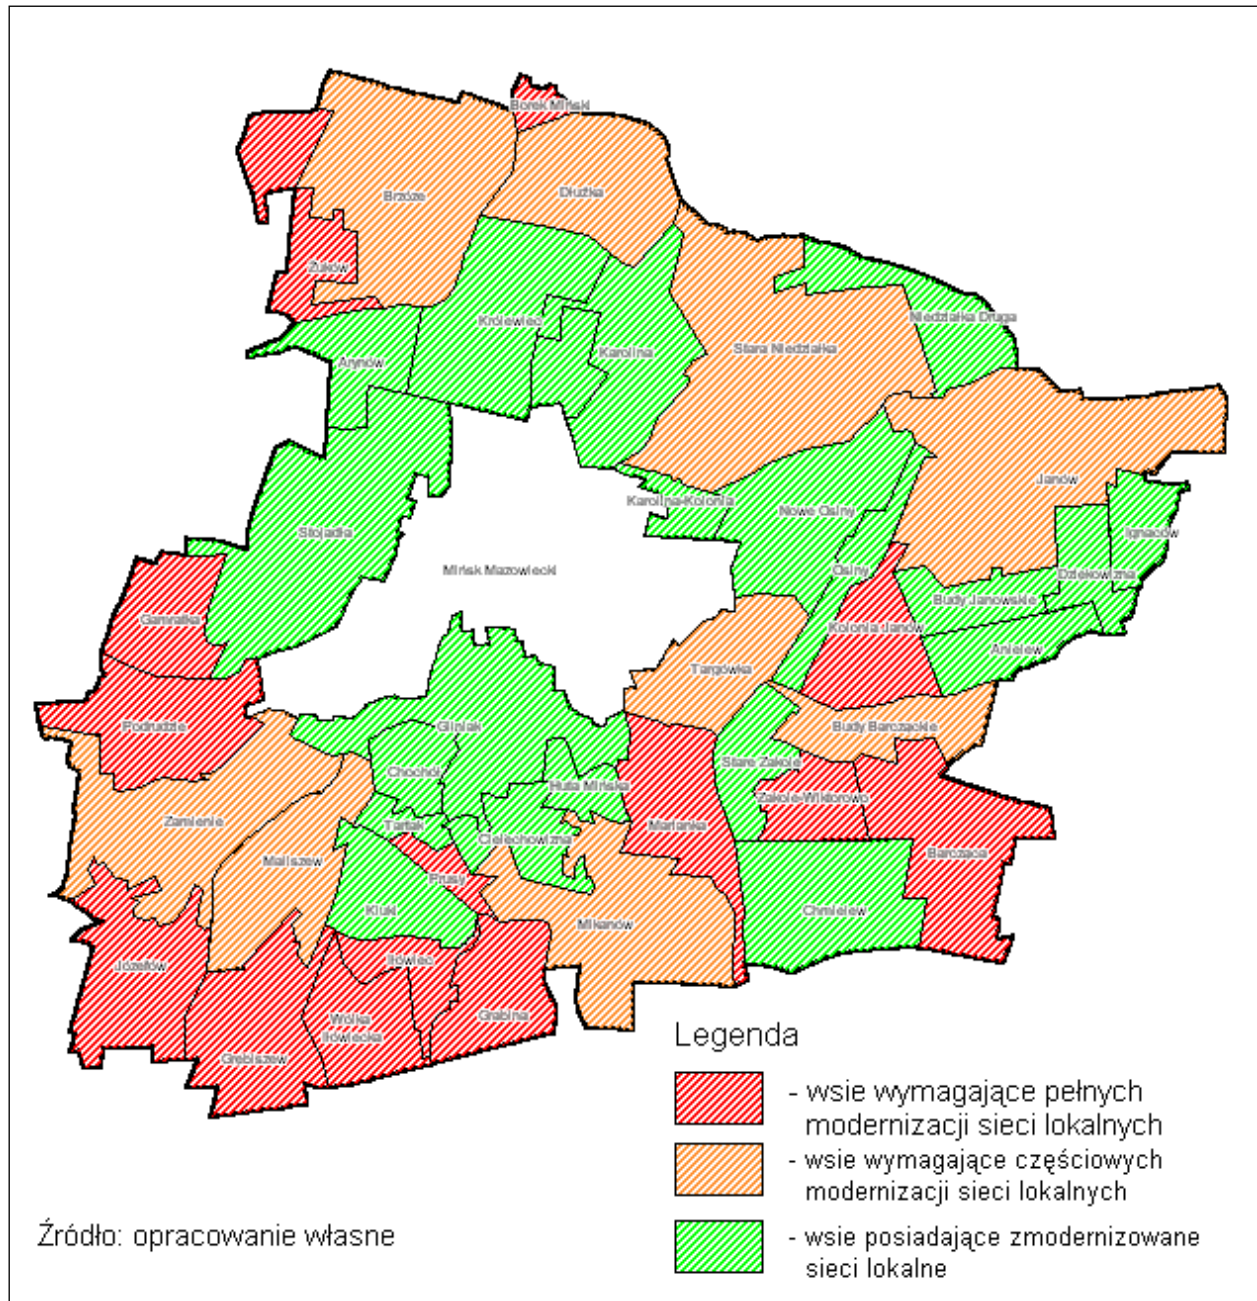 Borek Miński
Brzóze
Dłużka
Żuków
Niedziałka Druga
Królewiec
Stara Niedziałka
Karolina
Arynów
Janów
Karolina-Kolonia
Nowe Osiny
Ignaców
Stojadła
Mińsk Mazowiecki
Osiny
Dziękowizna
Budy Janowskie
Gamratka
Kolonia Janów
Anielew
Targówka
Podrudzie
Gliniak
Budy Barcząckie
Stare Zakole
Chochół
Huta Mińska
Zakole-Wiktorowo
Zamienie
Tartak
Cielechowizna
Marianka
Maliszew
Barcząca
Prusy
Kluki
Chmielew
Mikanów
Józefów
Iłówiec
Wólka
Iłówiecka
Grabina
Grębiszew
Legenda
- wsie wymagające pełnych
modernizacji sieci lokalnych
- wsie wymagające częściowych
modernizacji sieci lokalnych
- wsie posiadające zmodernizowane
sieci lokalne
Źródło: opracowanie własne